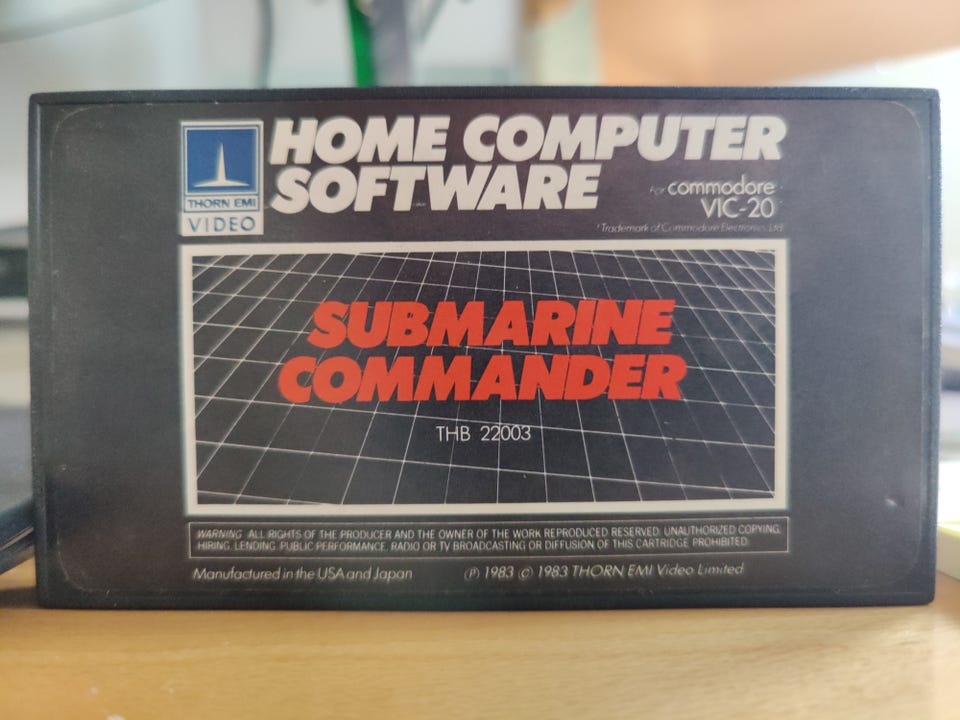 HOME COMPUTER
SOFTWARE
THORN EMI
VIDEO
For commodore
VIC-20
*Trademark of Commodore Electronics Ltd
SUBMARINE
COMMANDER
THB 22003
WARNING ALL RIGHTS OF THE PRODUCER AND THE OWNER OF THE WORK REPRODUCED RESERVED. UNAUTHORIZED COPYING,
HIRING, LENDING, PUBLIC PERFORMANCE, RADIO OR TV BROADCASTING OR DIFFUSION OF THIS CARTRIDGE PROHIBITED.
Manufactured in the USA and Japan
Ⓟ 1983 © 1983 THORN EMI Video Limited